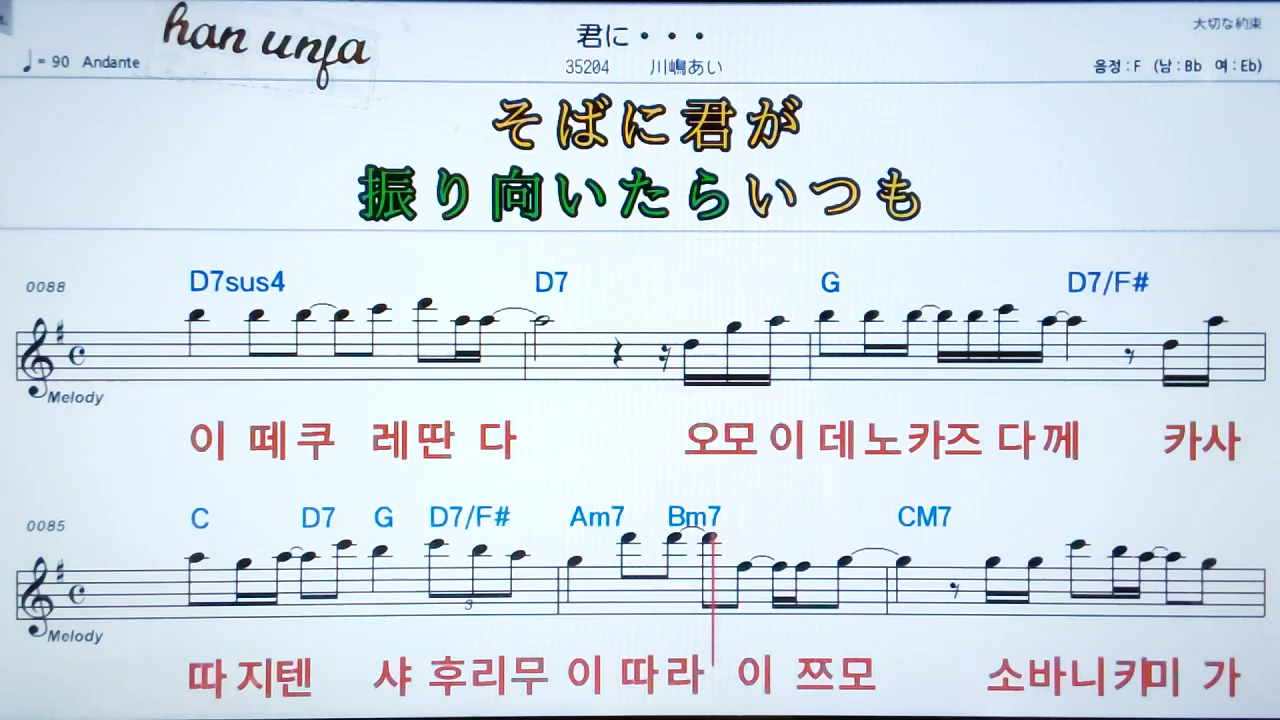 han unfa
君に・・・
大切な約束
♩= 90 Andante
35204 川嶋あい
음정 : F (남 : Bb 여 : Eb)
そばに君が
振り向いたらいつも
0088
D7sus4 D7 G D7/F#
Melody
이 떼 쿠 레 딴 다 오모 이 데 노 카즈 다 께 카사
0085
C D7 G D7/F# Am7 Bm7 CM7
3
Melody
따 지텐 샤 후리무 이 따 라 이 쯔모 소바니키미 가